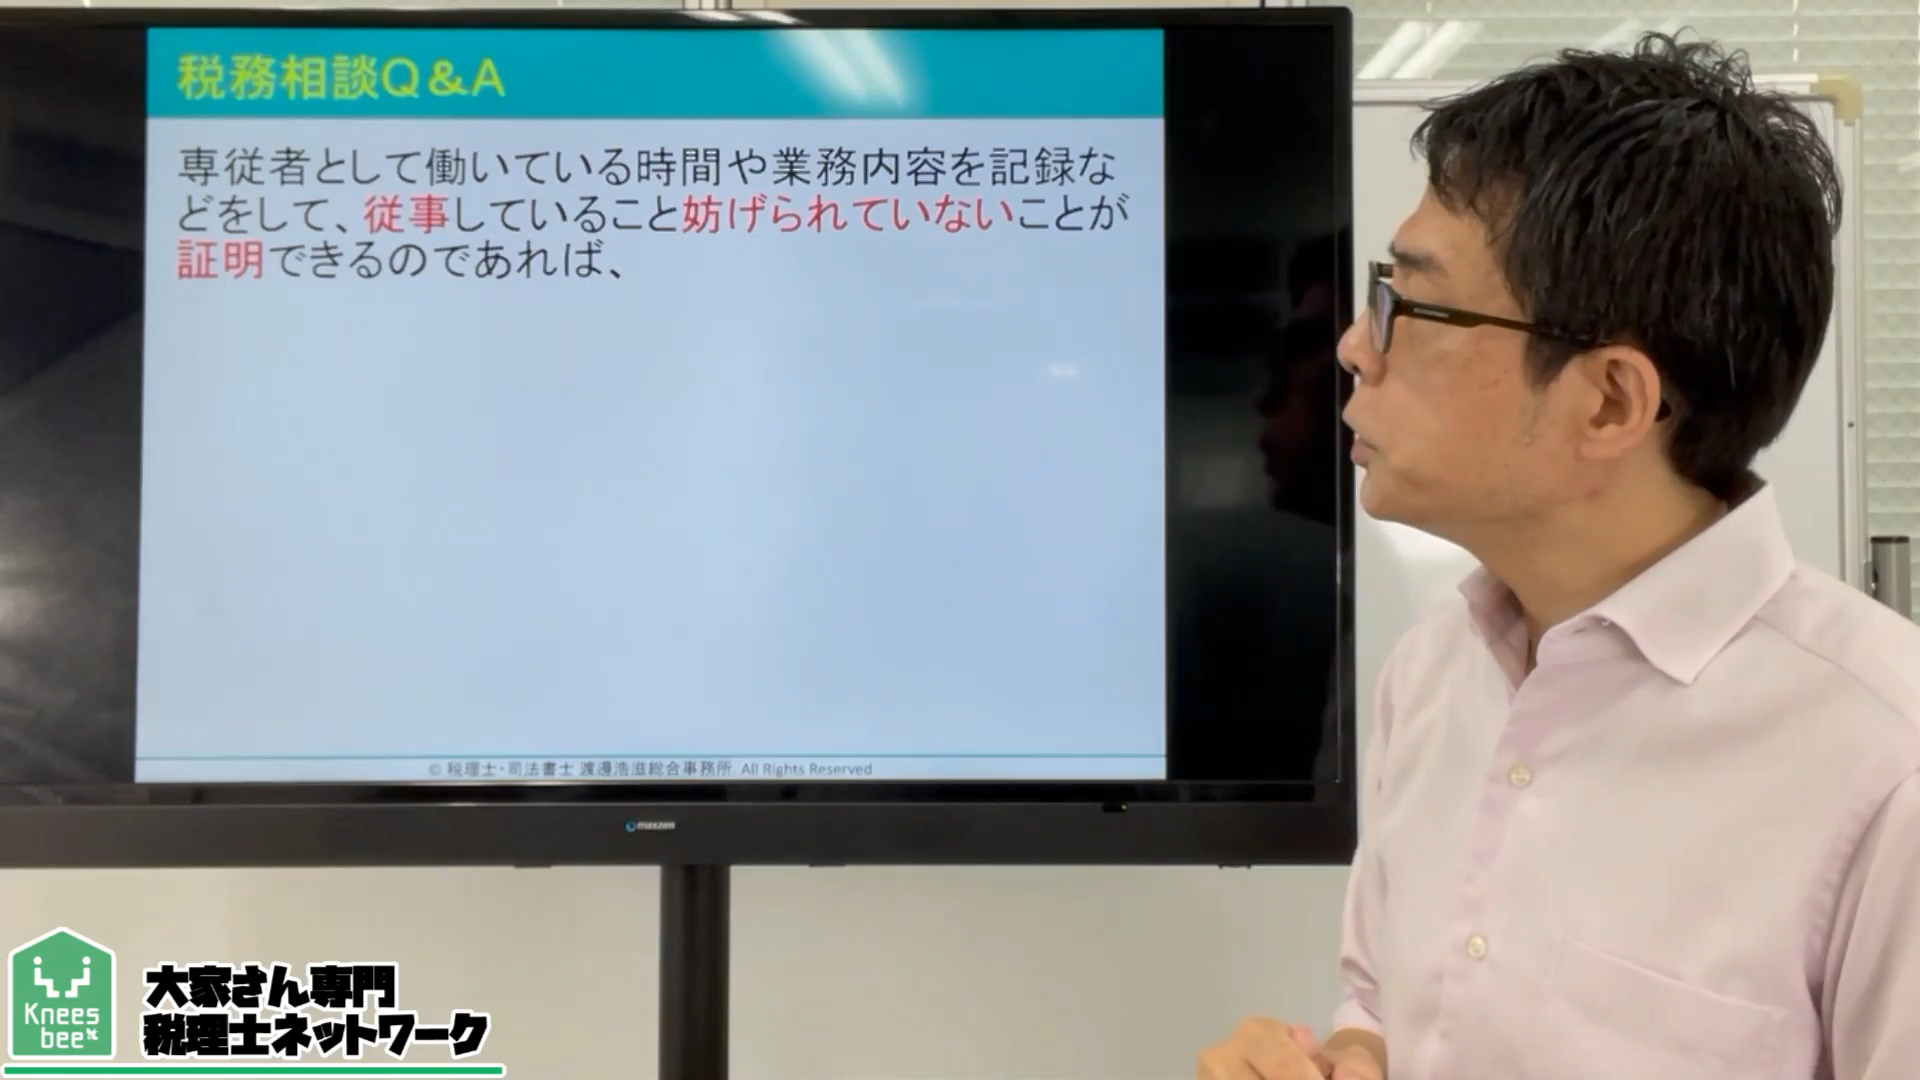 税務相談Q&A
専従者として働いている時間や業務内容を記録な
どをして、従事していること妨げられていないことが
証明できるのであれば、
© 税理士・司法書士 渡邊浩滋総合事務所 All Rights Reserved
maxzen
Knees
bee
大家さん専門
税理士ネットワーク